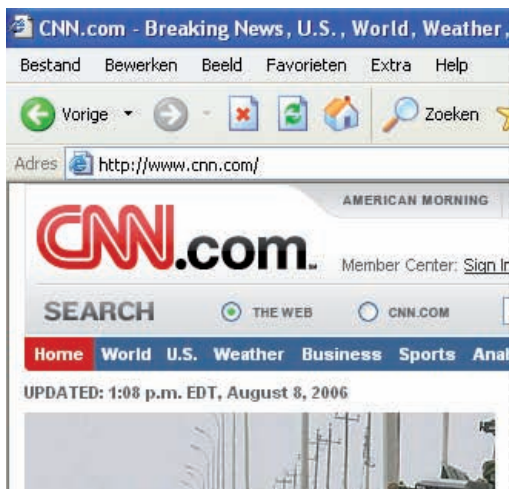 CNN.com - Breaking News, U.S., World, Weather,
Bestand Bewerken Beeld Favorieten Extra Help
Vorige Zoeken
Adres http://www.cnn.com/
AMERICAN MORNING
CNN.com
Member Center: Sign In
SEARCH THE WEB CNN.COM
Home World U.S. Weather Business Sports
UPDATED: 1:08 p.m. EDT, August 8, 2006